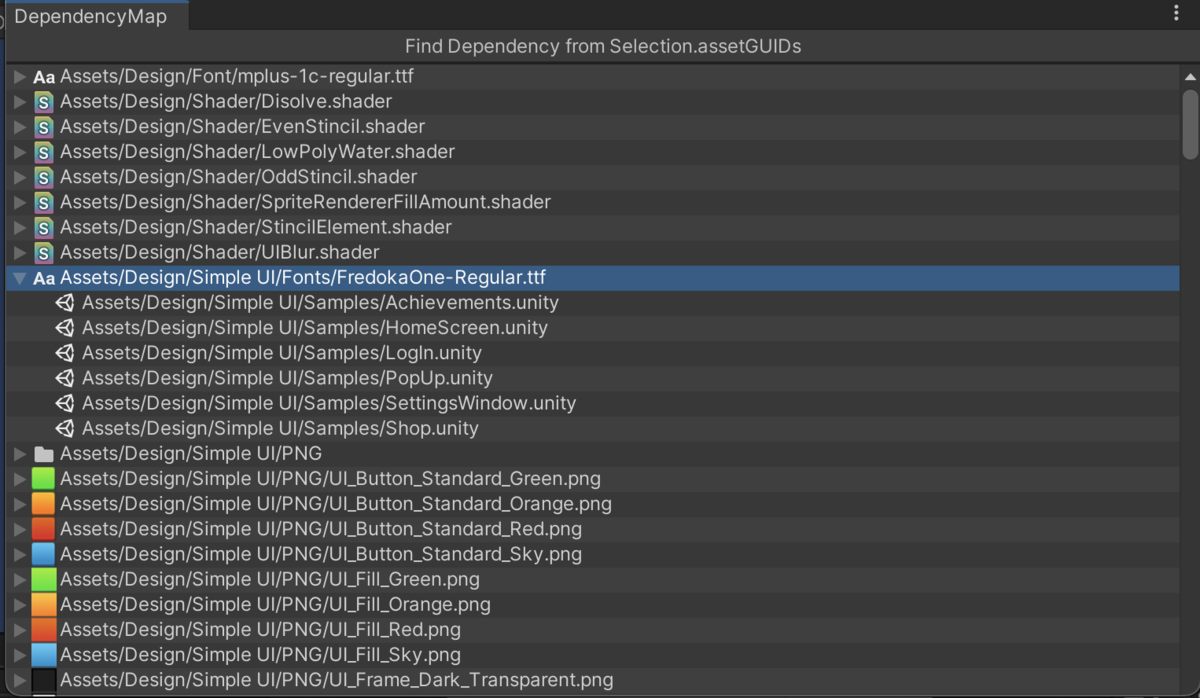 DependencyMap
Find Dependency from Selection.assetGUIDs
Aa Assets/Design/Font/mplus-1c-regular.ttf
S Assets/Design/Shader/Disolve.shader
S Assets/Design/Shader/EvenStincil.shader
S Assets/Design/Shader/LowPolyWater.shader
S Assets/Design/Shader/OddStincil.shader
S Assets/Design/Shader/SpriteRendererFillAmount.shader
S Assets/Design/Shader/StincilElement.shader
S Assets/Design/Shader/UIBlur.shader
Aa Assets/Design/Simple UI/Fonts/FredokaOne-Regular.ttf
Assets/Design/Simple UI/Samples/Achievements.unity
Assets/Design/Simple UI/Samples/HomeScreen.unity
Assets/Design/Simple UI/Samples/LogIn.unity
Assets/Design/Simple UI/Samples/PopUp.unity
Assets/Design/Simple UI/Samples/SettingsWindow.unity
Assets/Design/Simple UI/Samples/Shop.unity
Assets/Design/Simple UI/PNG
Assets/Design/Simple UI/PNG/UI_Button_Standard_Green.png
Assets/Design/Simple UI/PNG/UI_Button_Standard_Orange.png
Assets/Design/Simple UI/PNG/UI_Button_Standard_Red.png
Assets/Design/Simple UI/PNG/UI_Button_Standard_Sky.png
Assets/Design/Simple UI/PNG/UI_Fill_Green.png
Assets/Design/Simple UI/PNG/UI_Fill_Orange.png
Assets/Design/Simple UI/PNG/UI_Fill_Red.png
Assets/Design/Simple UI/PNG/UI_Fill_Sky.png
Assets/Design/Simple UI/PNG/UI_Frame_Dark_Transparent.png